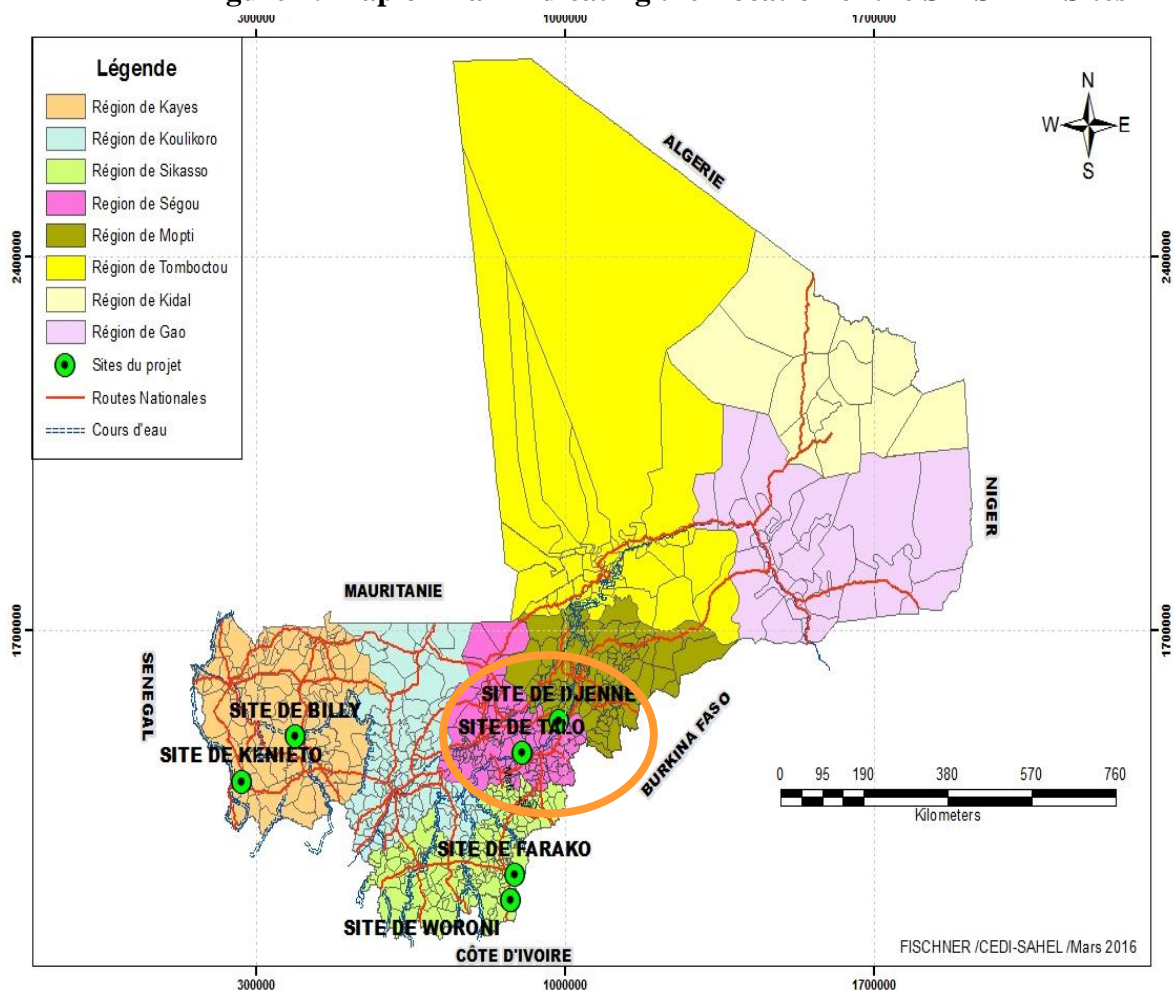 300000
1000000
1700000
Légende
Région de Kayes
Région de Koulikoro
Région de Sikasso
Region de Ségou
Région de Mopti
Région de Tomboctou
Région de Kidal
Région de Gao
Sites du projet
Routes Nationales
Cours d'eau
N
W
E
S
ALGERIE
2400000
2400000
NIGER
MAURITANIE
1700000
1700000
SENEGAL
SITE DE DJENNE
SITE DE BILLY
SITE DE TALO
SITE DE KENIETO
BURKINA FASO
0 95 190 380 570 760
Kilometers
SITE DE FARAKO
SITE DE WORONI
CÔTE D'IVOIRE
FISCHNER /CEDI-SAHEL /Mars 2016
300000
1000000
1700000